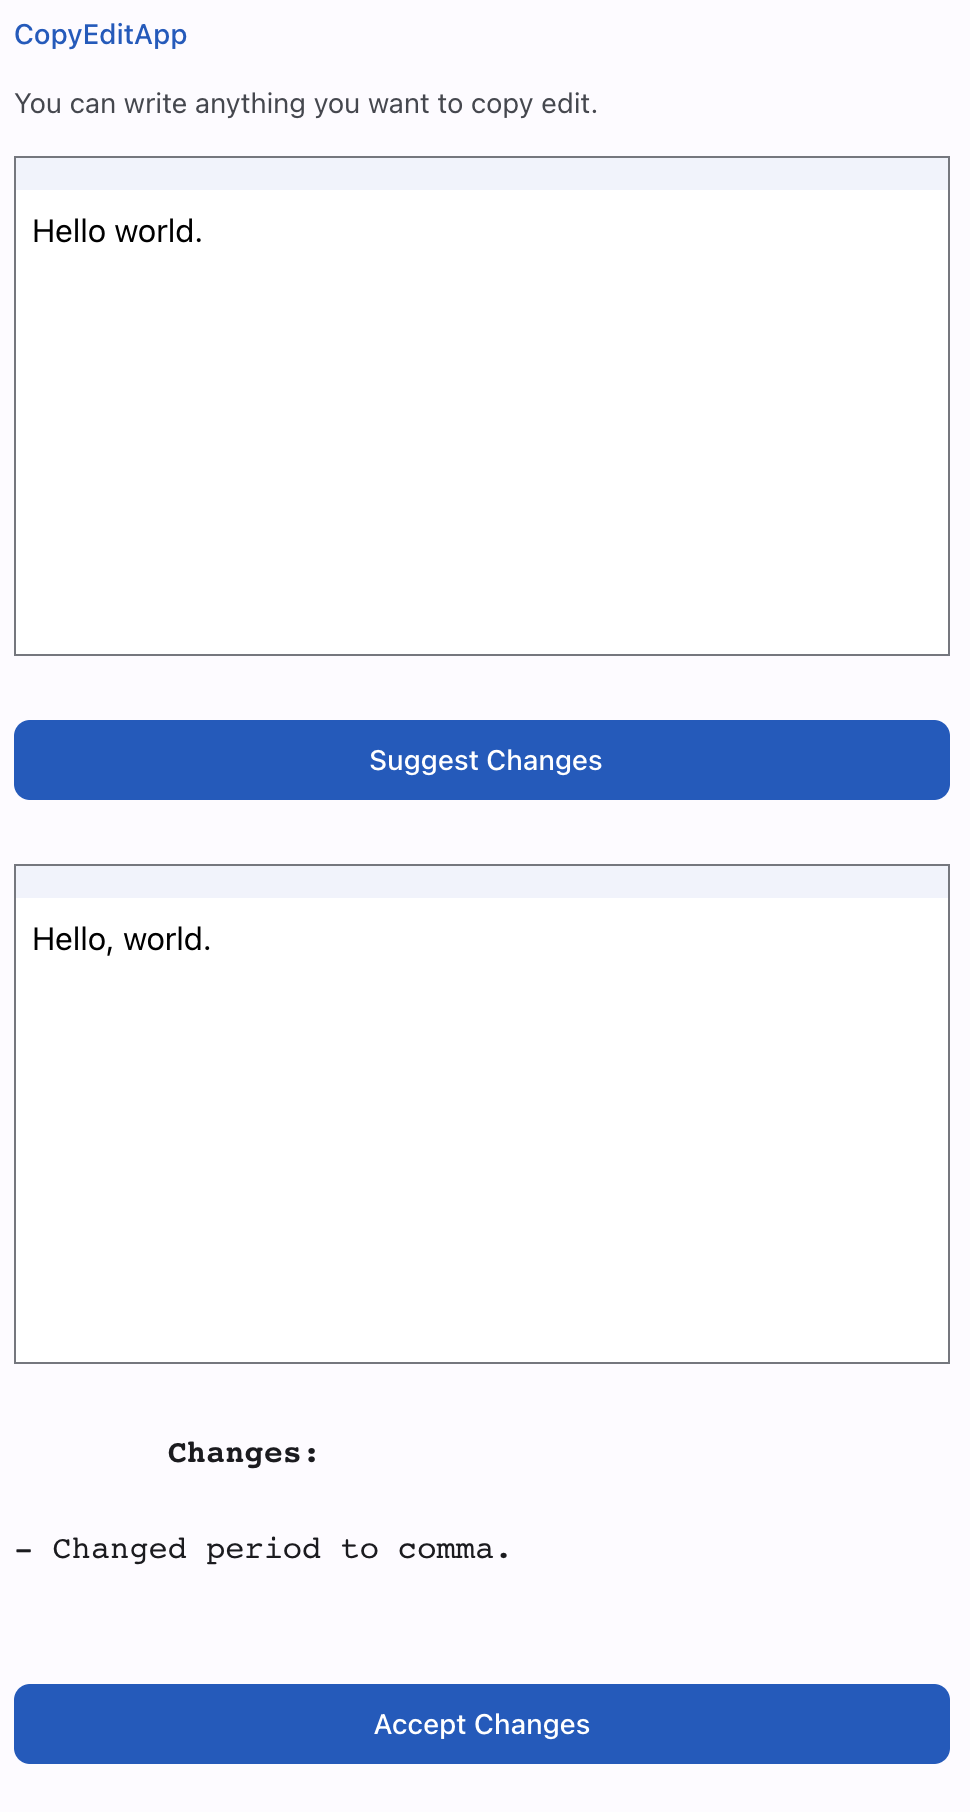 CopyEditApp
You can write anything you want to copy edit.
Hello world.
Suggest Changes
Hello, world.
Changes:
- Changed period to comma.
Accept Changes